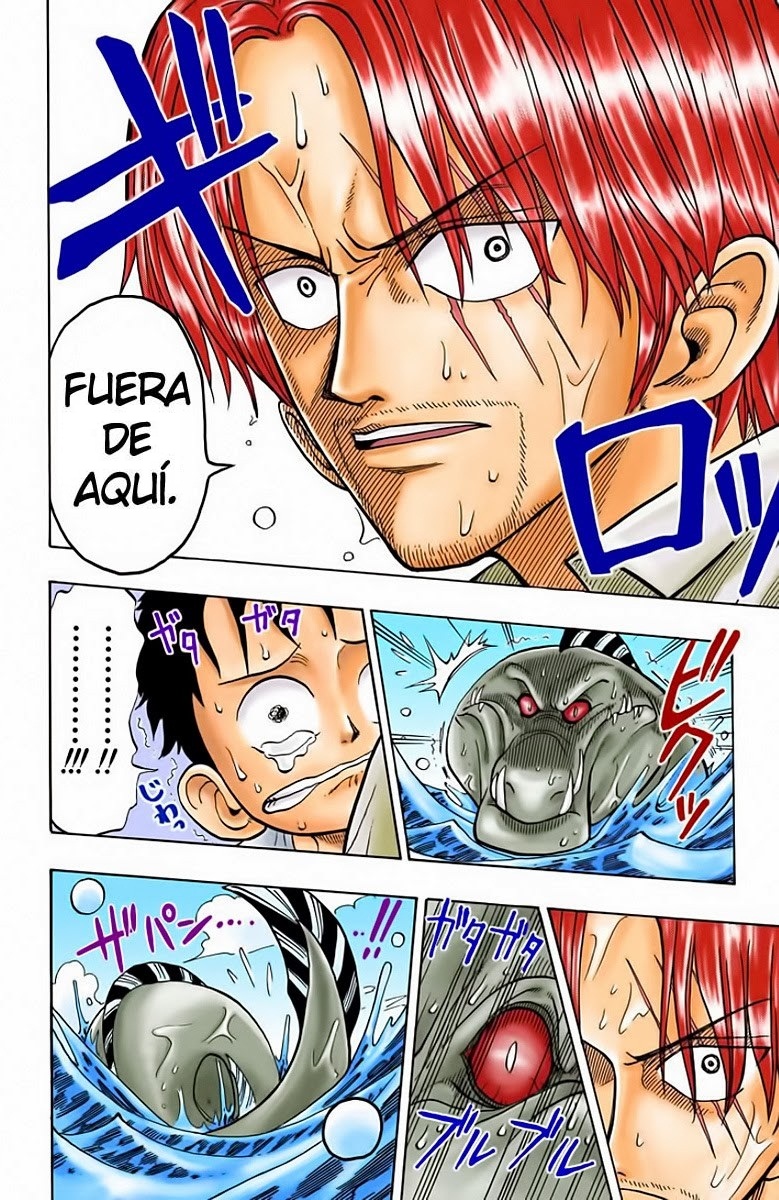 ギロッ
FUERA
DE
AQUÍ.
ビクッ
ガタ
ガタ
じわっ
............!!! !!
ガタガタ
ブルブル
ザパン‥‥‥!!